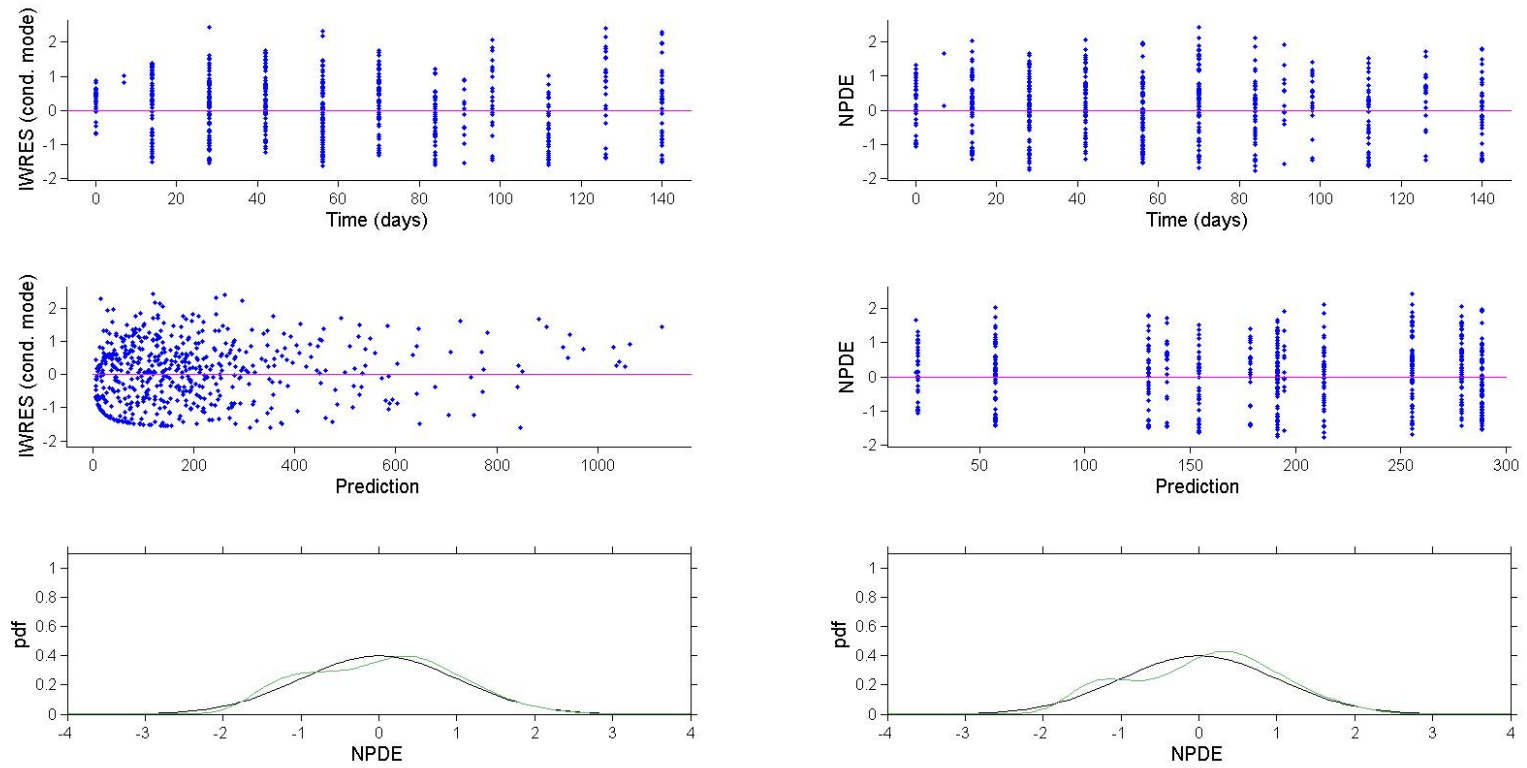 IWRES (cond. mode)
2
1
0
-1
-2
0 20 40 60 80 100 120 140
Time (days)
NPDE
2
1
0
-1
-2
0 20 40 60 80 100 120 140
Time (days)
IWRES (cond. mode)
2
1
0
-1
-2
0 200 400 600 800 1000
Prediction
NPDE
2
1
0
-1
-2
50 100 150 200 250 300
Prediction
pdf
1
0.8
0.6
0.4
0.2
0
-4 -3 -2 -1 0 1 2 3 4
NPDE
pdf
1
0.8
0.6
0.4
0.2
0
-4 -3 -2 -1 0 1 2 3 4
NPDE